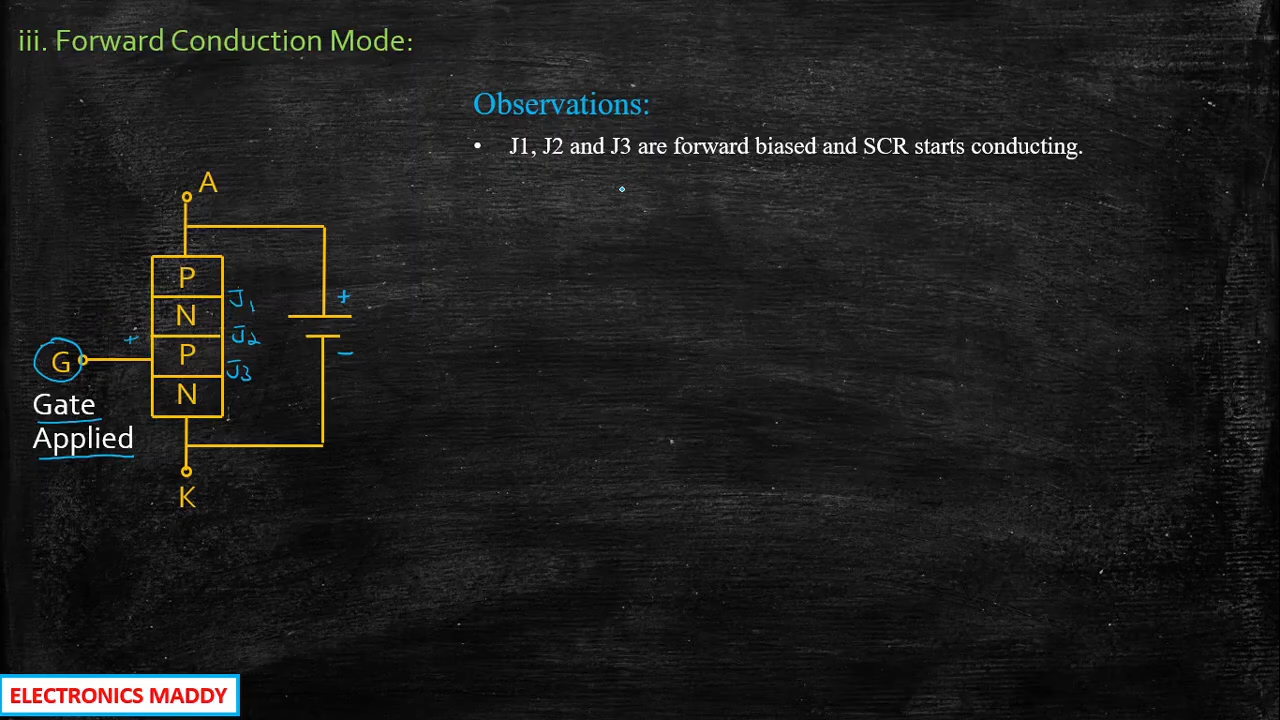 iii. Forward Conduction Mode:
Observations:
• J1, J2 and J3 are forward biased and SCR starts conducting.
A
P
J1
+
N
+
J2
G
P
J3
−
Gate
N
Applied
K
ELECTRONICS MADDY